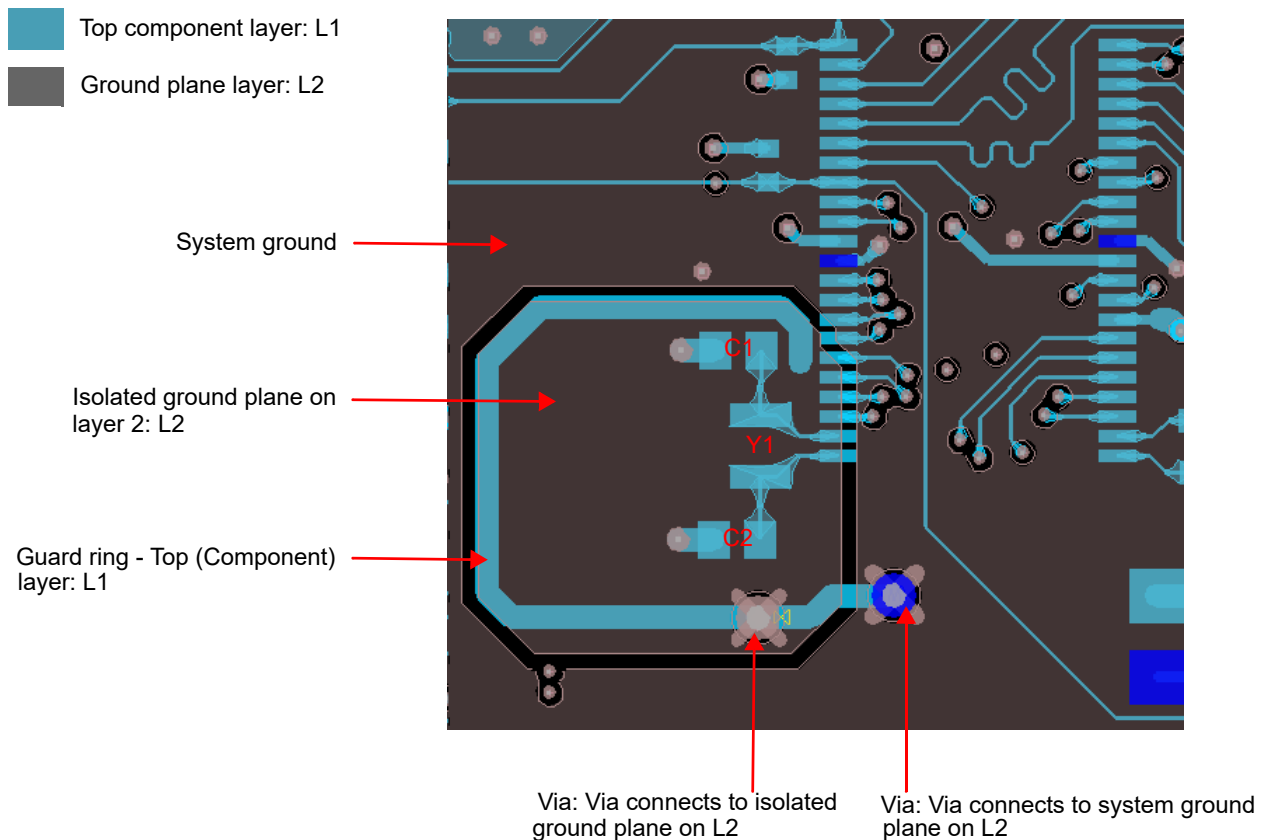 Top component layer: L1
Ground plane layer: L2
System ground
C1
Isolated ground plane on
layer 2: L2
Y1
C2
Guard ring - Top (Component)
layer: L1
Via: Via connects to isolated
ground plane on L2
Via: Via connects to system ground
plane on L2